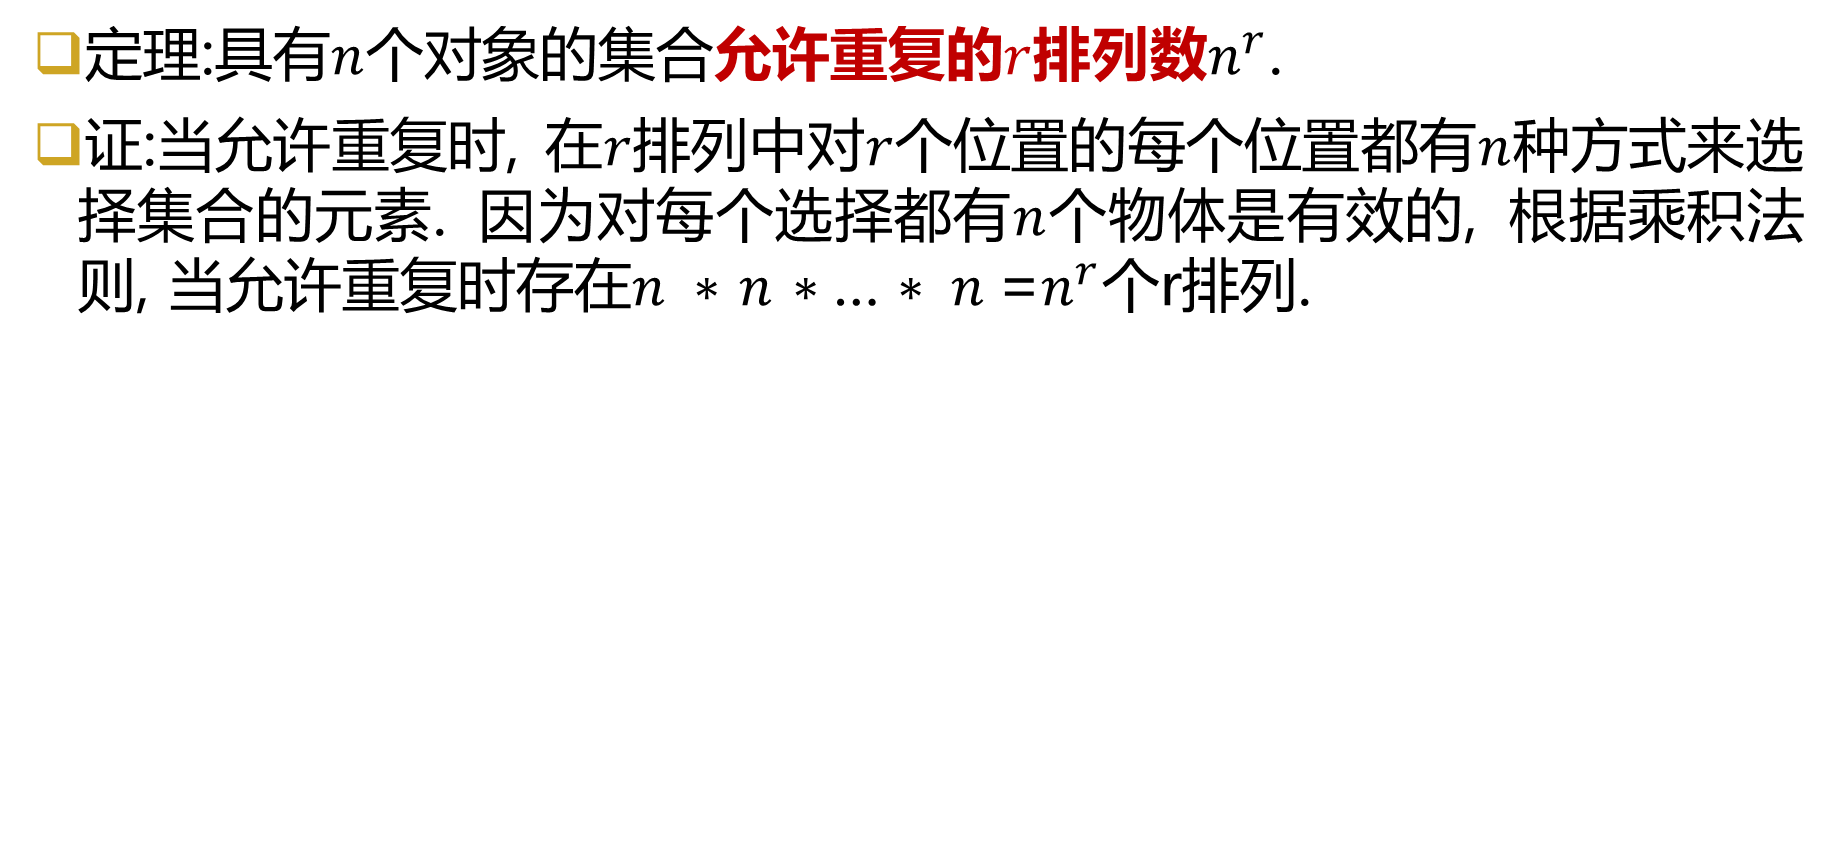 定理:具有𝑛个对象的集合允许重复的𝑟排列数𝑛ʳ.
证:当允许重复时, 在𝑟排列中对𝑟个位置的每个位置都有𝑛种方式来选
择集合的元素. 因为对每个选择都有𝑛个物体是有效的, 根据乘积法
则, 当允许重复时存在𝑛 ∗ 𝑛 ∗ … ∗ 𝑛 =𝑛ʳ个r排列.